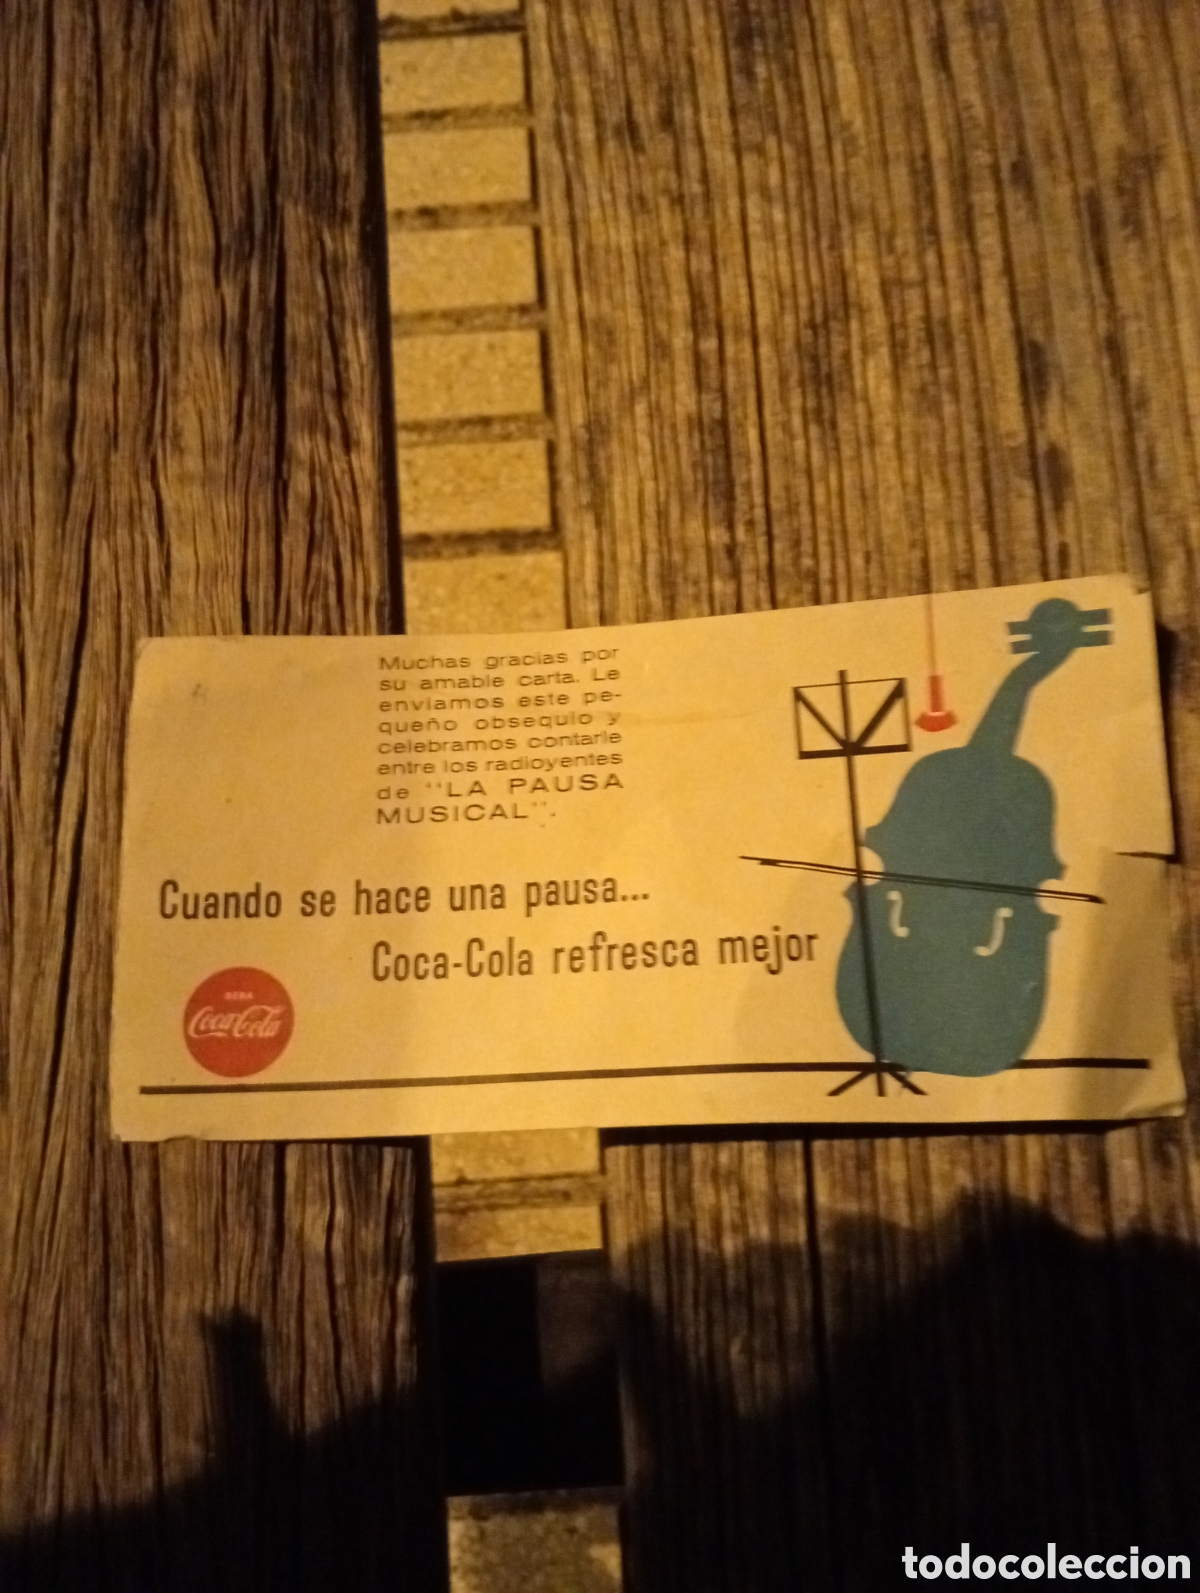 Muchas gracias por
su amable carta. Le
enviamos este pe-
queño obsequio y
celebramos contarle
entre los radioyentes
de "LA PAUSA
MUSICAL".
Cuando se hace una pausa...
Coca-Cola refresca mejor
BEBA
Coca-Cola
todocoleccion